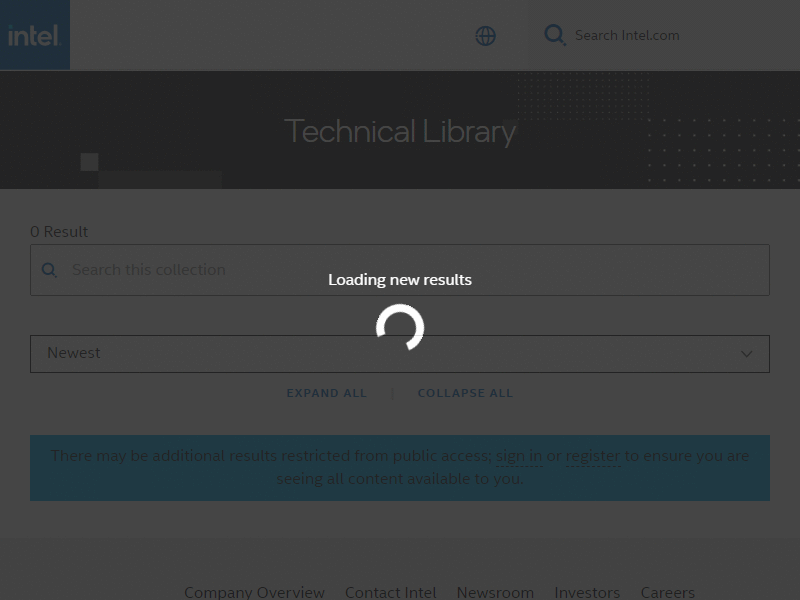 intel.
Search Intel.com
Technical Library
0 Result
Search this collection
Loading new results
Newest
EXPAND ALL | COLLAPSE ALL
There may be additional results restricted from public access; sign in or register to ensure you are
seeing all content available to you.
Company Overview Contact Intel Newsroom Investors Careers